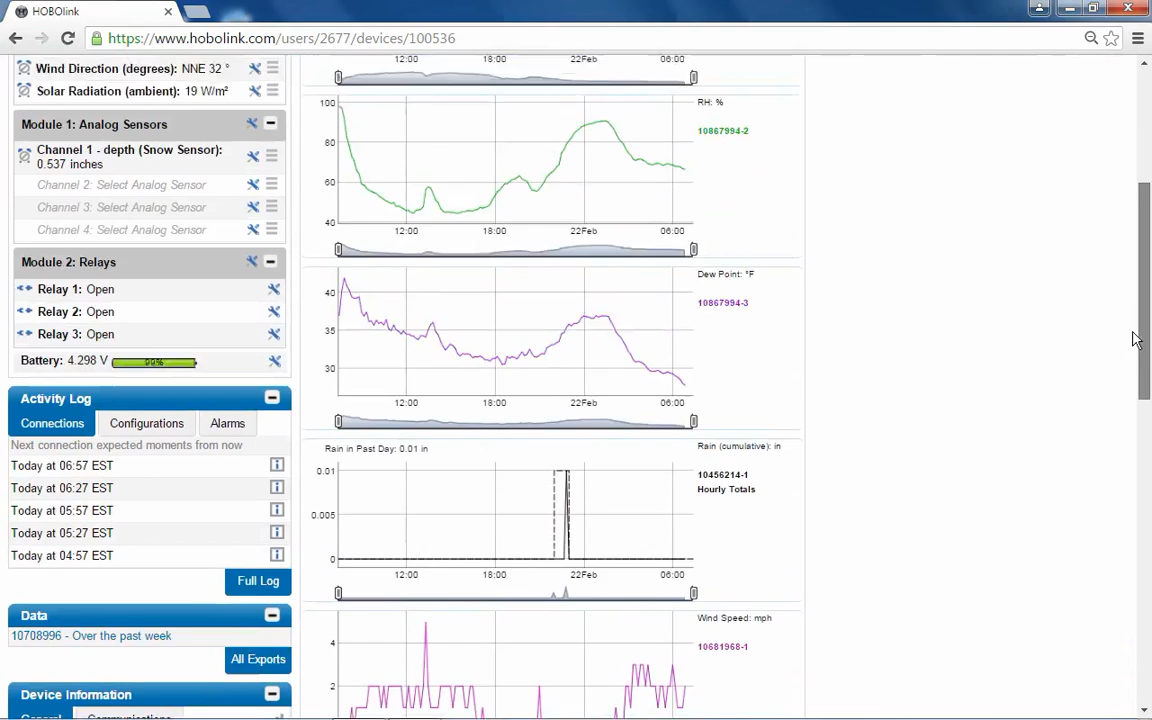 HOBOlink
https://www.hobolink.com/users/2677/devices/100536
Wind Direction (degrees): NNE 32 °
Solar Radiation (ambient): 19 W/m²
Module 1: Analog Sensors
Channel 1 - depth (Snow Sensor):
0.537 inches
Channel 2: Select Analog Sensor
Channel 3: Select Analog Sensor
Channel 4: Select Analog Sensor
Module 2: Relays
Relay 1: Open
Relay 2: Open
Relay 3: Open
Battery: 4.298 V 99%
Activity Log
Connections Configurations Alarms
Next connection expected moments from now
Today at 06:57 EST
Today at 06:27 EST
Today at 05:57 EST
Today at 05:27 EST
Today at 04:57 EST
Full Log
Data
10708996 - Over the past week
All Exports
Device Information
General Communications
12:00 18:00 22Feb 06:00
100
80
60
40
RH: %
10867994-2
12:00 18:00 22Feb 06:00
40
35
30
Dew Point: °F
10867994-3
12:00 18:00 22Feb 06:00
Rain in Past Day: 0.01 in
0.01
0.005
0
Rain (cumulative): in
10456214-1
Hourly Totals
12:00 18:00 22Feb 06:00
4
2
Wind Speed: mph
10681968-1